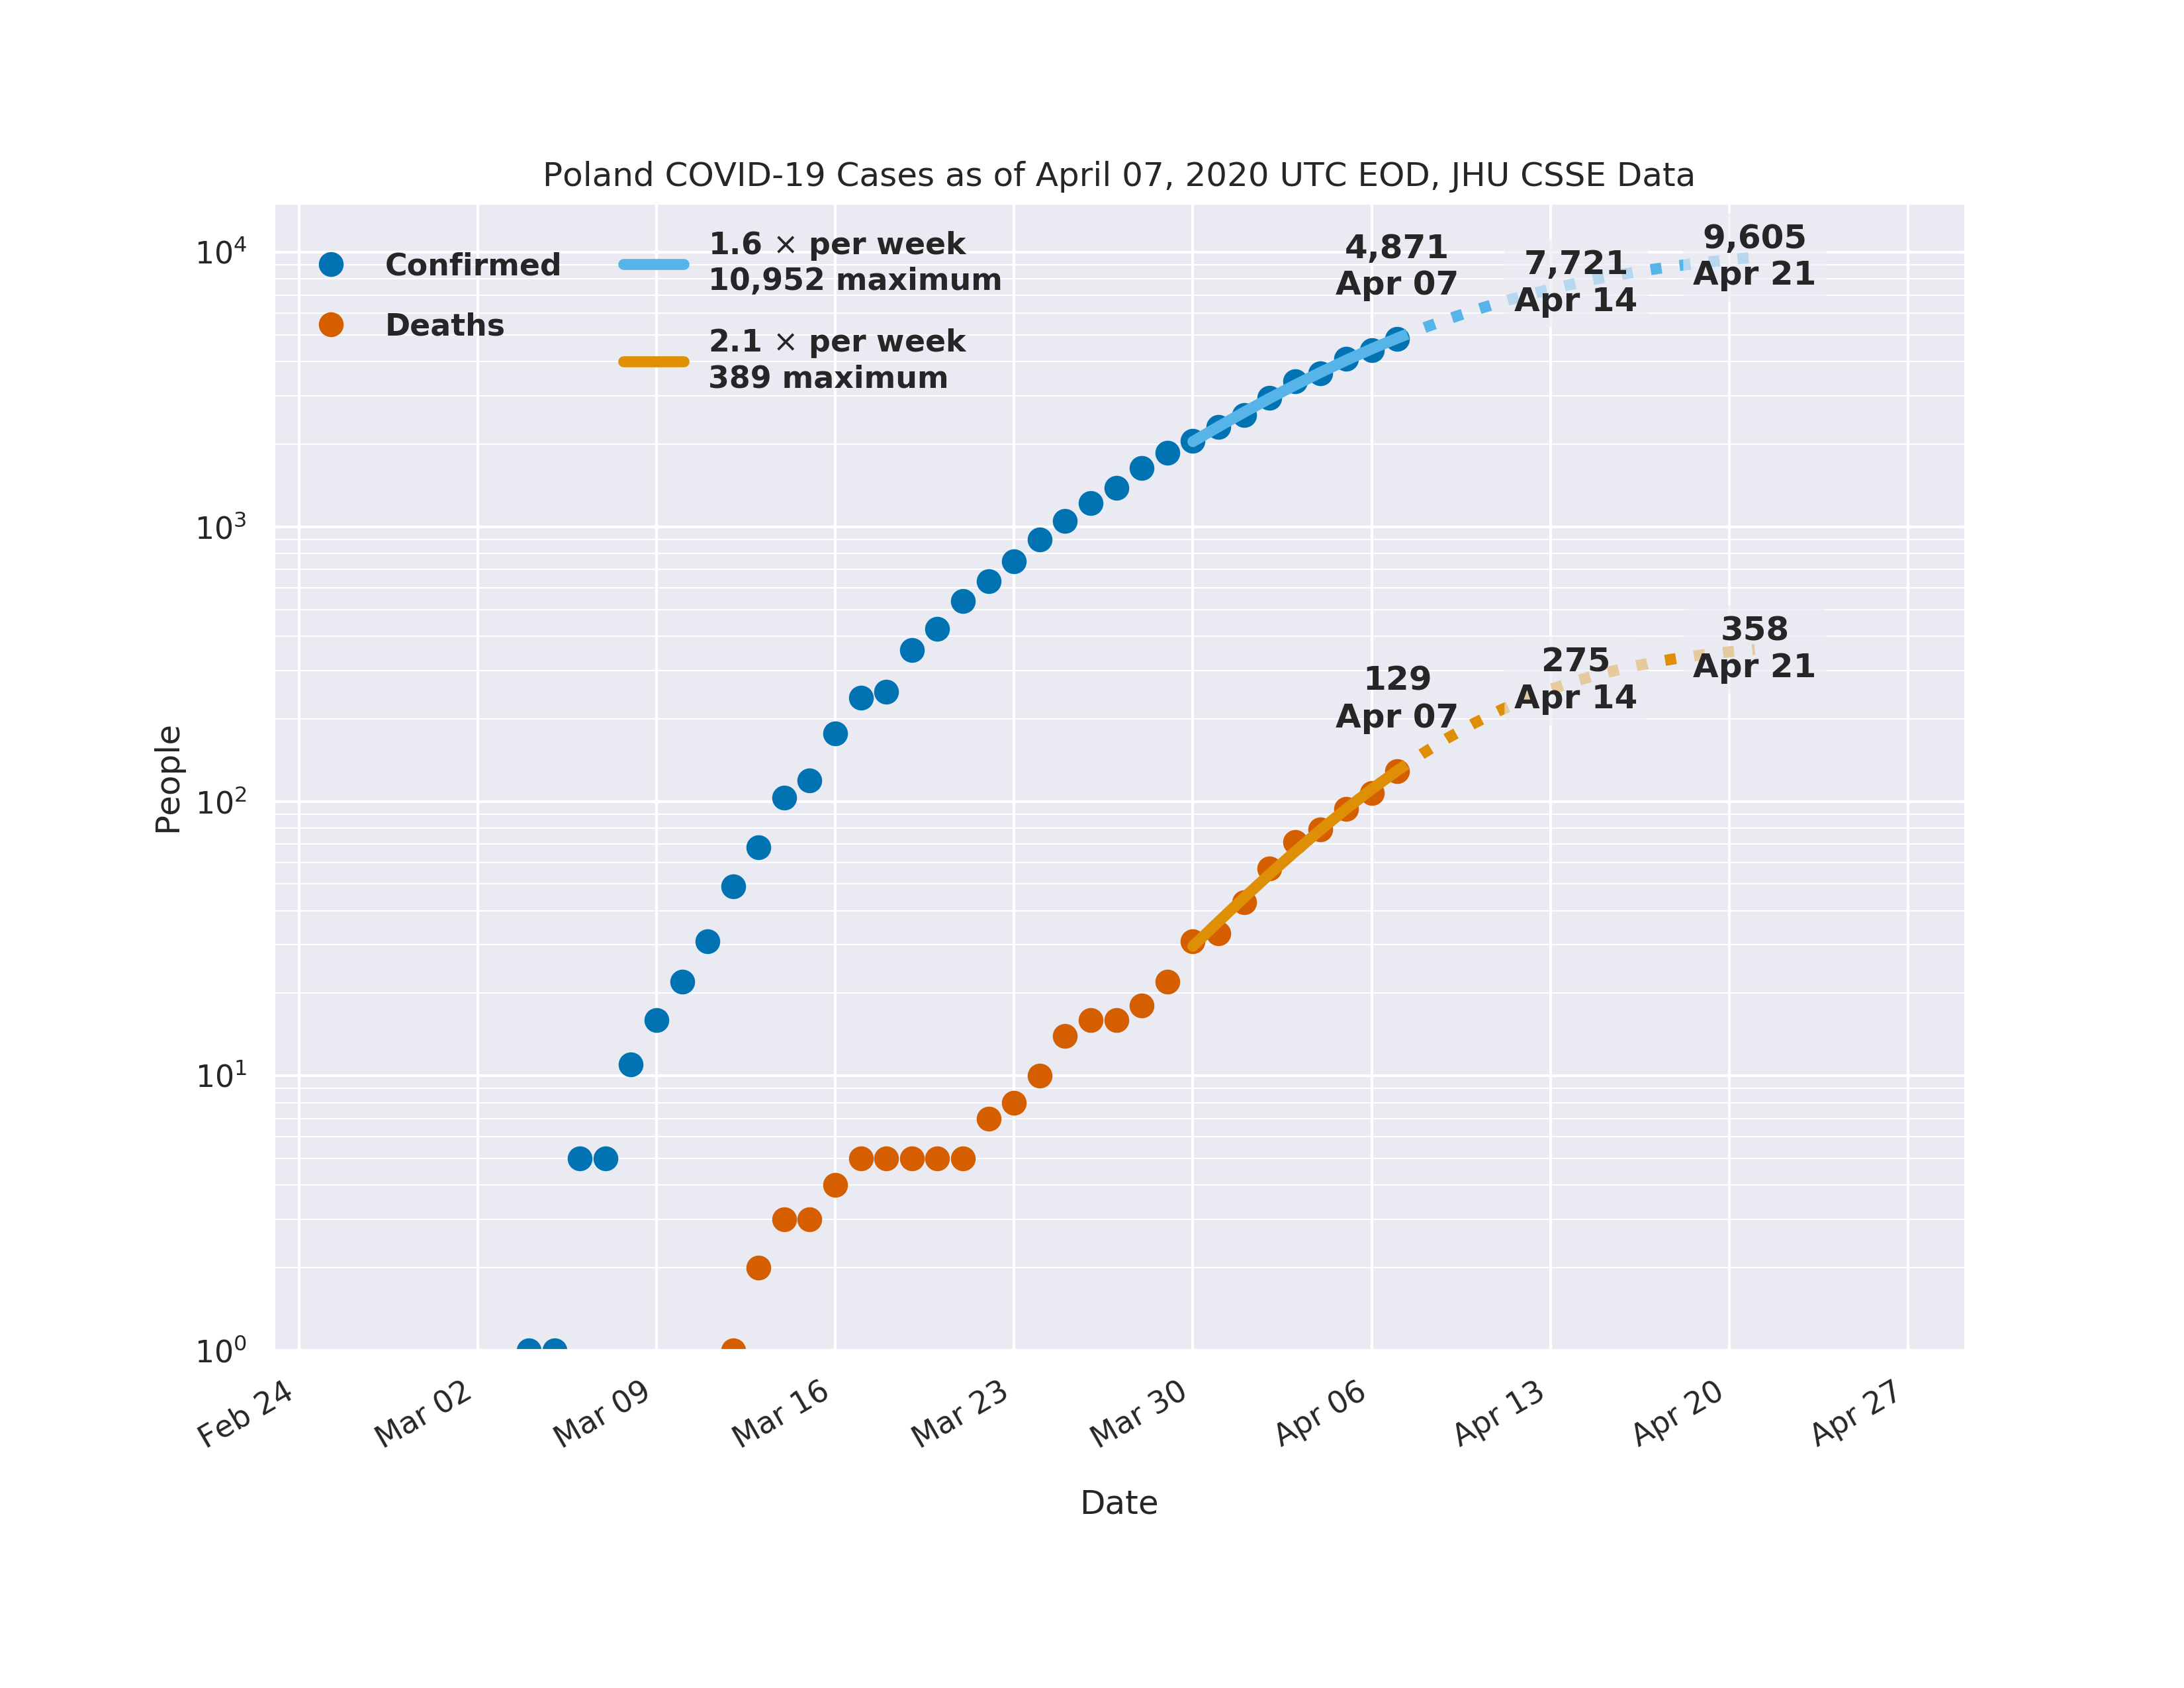 Poland COVID-19 Cases as of April 07, 2020 UTC EOD, JHU CSSE Data
Confirmed
Deaths
1.6 × per week
10,952 maximum
2.1 × per week
389 maximum
4,871
Apr 07
7,721
Apr 14
9,605
Apr 21
129
Apr 07
275
Apr 14
358
Apr 21
People
10⁴
10³
10²
10¹
10⁰
Feb 24
Mar 02
Mar 09
Mar 16
Mar 23
Mar 30
Apr 06
Apr 13
Apr 20
Apr 27
Date